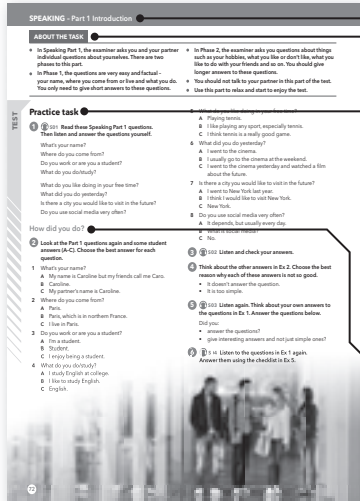 SPEAKING - Part 1 Introduction
ABOUT THE TASK
• In Speaking Part 1, the examiner asks you and your partner
individual questions about yourselves. There are two
phases to this part.
• In Phase 1, the questions are very easy and factual –
your name, where you come from or live and what you do.
You only need to give short answers to these questions.
• In Phase 2, the examiner asks you questions about things
such as your hobbies, what you like or don't like, what you
like to do with your friends and so on. You should give
longer answers to these questions.
• You should not talk to your partner in this part of the test.
• Use this part to relax and start to enjoy the test.
TEST
Practice task
1 S01 Read these Speaking Part 1 questions.
Then listen and answer the questions yourself.
What's your name?
Where do you come from?
Do you work or are you a student?
What do you do/study?
What do you like doing in your free time?
What did you do yesterday?
Is there a city you would like to visit in the future?
Do you use social media very often?
How did you do?
2 Look at the Part 1 questions again and some student
answers (A–C). Choose the best answer for each
question.
1 What's your name?
A My name is Caroline but my friends call me Caro.
B Caroline.
C My partner's name is Caroline.
2 Where do you come from?
A Paris.
B Paris, which is in northern France.
C I live in Paris.
3 Do you work or are you a student?
A I'm a student.
B Student.
C I enjoy being a student.
4 What do you do/study?
A I study English at college.
B I like to study English.
C English.
A Playing tennis.
B I like playing any sport, especially tennis.
C I think tennis is a really good game.
6 What did you do yesterday?
A I went to the cinema.
B I usually go to the cinema at the weekend.
C I went to the cinema yesterday and watched a film
about the future.
7 Is there a city you would like to visit in the future?
A I went to New York last year.
B I think I would like to visit New York.
C New York.
8 Do you use social media very often?
A It depends, but usually every day.
B What is social media?
C No.
3 S02 Listen and check your answers.
4 Think about the other answers in Ex 2. Choose the best
reason why each of these answers is not so good.
• It doesn't answer the question.
• It is too simple.
5 S03 Listen again. Think about your own answers to
the questions in Ex 1. Answer the questions below.
Did you:
• answer the questions?
• give interesting answers and not just simple ones?
6 Listen to the questions in Ex 1 again.
Answer them using the checklist in Ex 5.
72